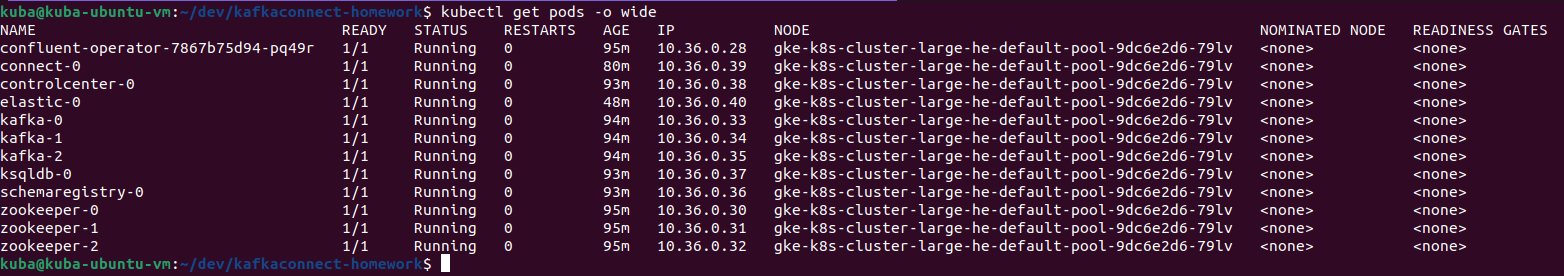 kuba@kuba-ubuntu-vm:~/dev/kafkaconnect-homework$ kubectl get pods -o wide
NAME READY STATUS RESTARTS AGE IP NODE NOMINATED NODE READINESS GATES
confluent-operator-7867b75d94-pq49r 1/1 Running 0 95m 10.36.0.28 gke-k8s-cluster-large-he-default-pool-9dc6e2d6-79lv <none> <none>
connect-0 1/1 Running 0 80m 10.36.0.39 gke-k8s-cluster-large-he-default-pool-9dc6e2d6-79lv <none> <none>
controlcenter-0 1/1 Running 0 93m 10.36.0.38 gke-k8s-cluster-large-he-default-pool-9dc6e2d6-79lv <none> <none>
elastic-0 1/1 Running 0 48m 10.36.0.40 gke-k8s-cluster-large-he-default-pool-9dc6e2d6-79lv <none> <none>
kafka-0 1/1 Running 0 94m 10.36.0.33 gke-k8s-cluster-large-he-default-pool-9dc6e2d6-79lv <none> <none>
kafka-1 1/1 Running 0 94m 10.36.0.34 gke-k8s-cluster-large-he-default-pool-9dc6e2d6-79lv <none> <none>
kafka-2 1/1 Running 0 94m 10.36.0.35 gke-k8s-cluster-large-he-default-pool-9dc6e2d6-79lv <none> <none>
ksqldb-0 1/1 Running 0 93m 10.36.0.37 gke-k8s-cluster-large-he-default-pool-9dc6e2d6-79lv <none> <none>
schemaregistry-0 1/1 Running 0 93m 10.36.0.36 gke-k8s-cluster-large-he-default-pool-9dc6e2d6-79lv <none> <none>
zookeeper-0 1/1 Running 0 95m 10.36.0.30 gke-k8s-cluster-large-he-default-pool-9dc6e2d6-79lv <none> <none>
zookeeper-1 1/1 Running 0 95m 10.36.0.31 gke-k8s-cluster-large-he-default-pool-9dc6e2d6-79lv <none> <none>
zookeeper-2 1/1 Running 0 95m 10.36.0.32 gke-k8s-cluster-large-he-default-pool-9dc6e2d6-79lv <none> <none>
kuba@kuba-ubuntu-vm:~/dev/kafkaconnect-homework$